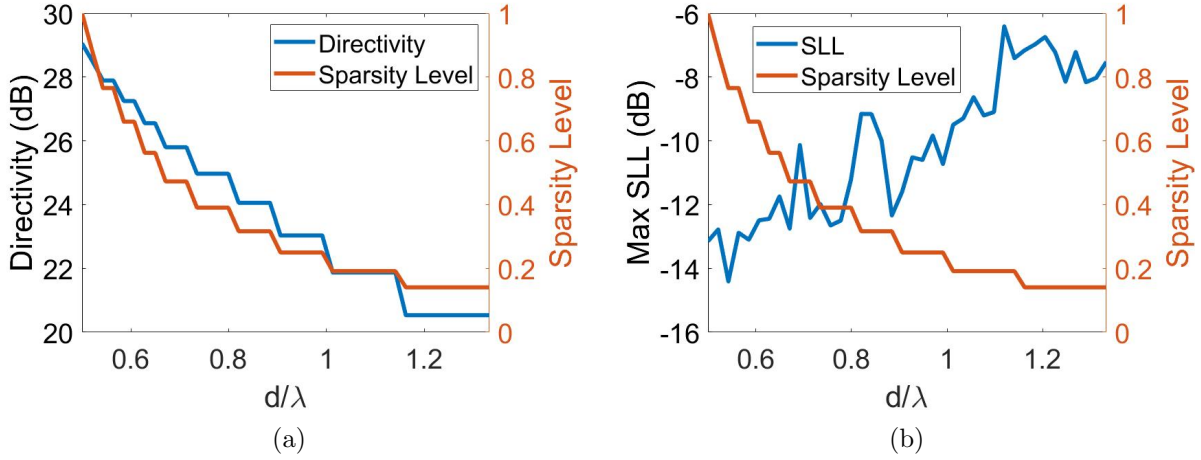 30
28
26
24
22
20
Directivity (dB)
Directivity
Sparsity Level
1
0.8
0.6
0.4
0.2
0
Sparsity Level
0.6 0.8 1 1.2
d/λ
(a)
-6
-8
-10
-12
-14
-16
Max SLL (dB)
SLL
Sparsity Level
1
0.8
0.6
0.4
0.2
0
Sparsity Level
0.6 0.8 1 1.2
d/λ
(b)